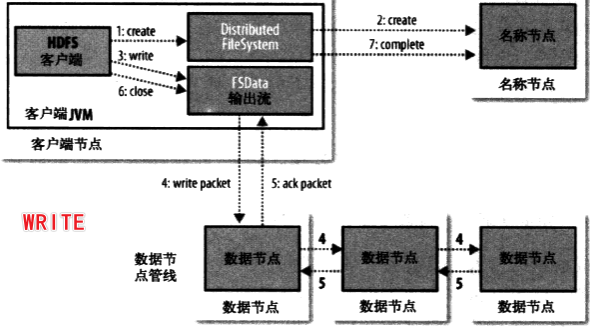 HDFS
客户端
1: create
3: write
6: close
Distributed
FileSystem
FSData
输出流
2: create
7: complete
名称节点
名称节点
客户端 JVM
客户端节点
4: write packet
5: ack packet
WRITE
数据节
点管线
数据节点
4
5
数据节点
4
5
数据节点
数据节点
数据节点
数据节点